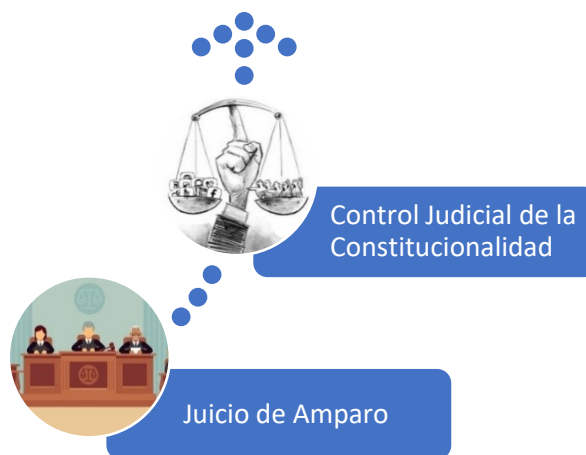 Control Judicial de la
Constitucionalidad
Juicio de Amparo